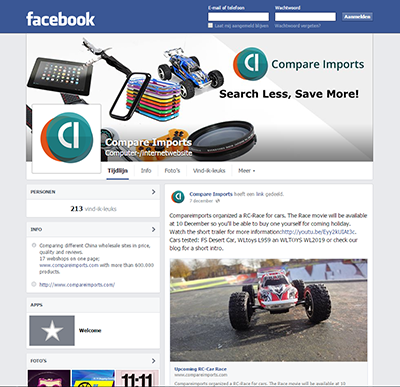 facebook
E-mail of telefoon
Wachtwoord
Aanmelden
Laat mij aangemeld blijven
Wachtwoord vergeten?
CI Compare Imports
Search Less, Save More!
CI
Compare Imports
Computer-/internetwebsite
Tijdlijn Info Foto's Vind-ik-leuks Meer
PERSONEN
213 vind-ik-leuks
INFO
Comparing different China wholesale sites in price,
quality and reviews.
17 webshops on one page;
www.compareimports.com with more than 600.000
products.
http://www.compareimports.com/
APPS
Welcome
FOTO'S
11:11
Compare Imports heeft een link gedeeld.
7 december
Compareimports organized a RC-Race for cars. The Race movie will be available
at 10 December so you'll be able to buy one yourself for coming holiday.
Watch the short trailer for more information:
Cars tested: FS Desert Car, WLtoys L959 an WLTOYS WL2019 or check our
blog for a short intro.
Upcoming RC-Car Race
www.compareimports.com
Compareimports organized a RC-Race for cars. The Race movie will be available at 10